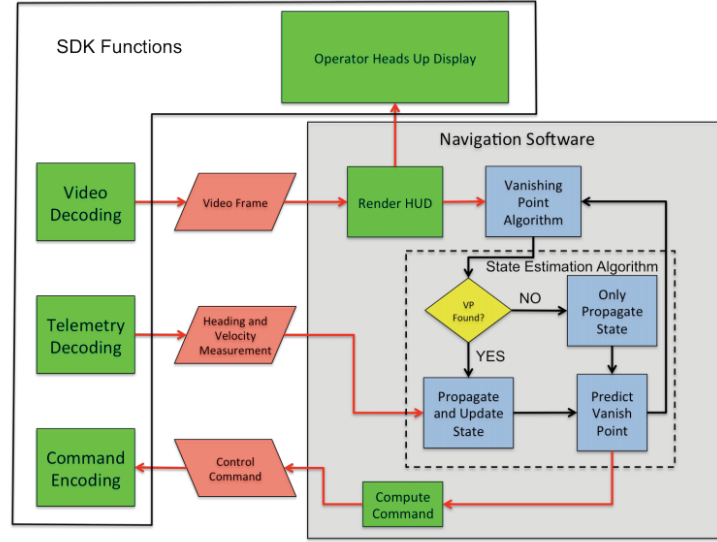 SDK Functions
Operator Heads Up Display
Navigation Software
Video
Decoding
Video Frame
Render HUD
Vanishing
Point
Algorithm
State Estimation Algorithm
Telemetry
Decoding
Heading and
Velocity
Measurement
VP
Found?
NO
Only
Propagate
State
YES
Propagate
and Update
State
Predict
Vanish
Point
Command
Encoding
Control
Command
Compute
Command